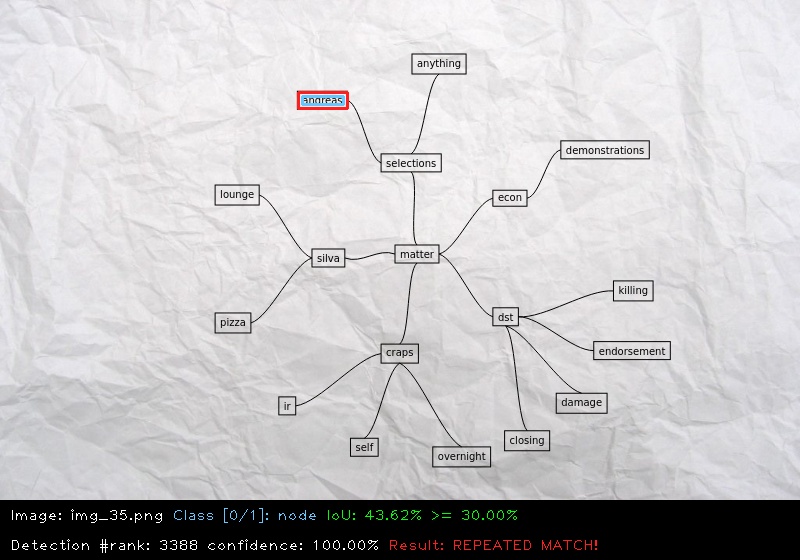 anything
selections
demonstrations
lounge
econ
matter
silva
killing
dst
pizza
craps
endorsement
damage
ir
closing
self
overnight
Image: img_35.png Class [0/1]: node IoU: 43.62% >= 30.00%
Detection #rank: 3388 confidence: 100.00% Result: REPEATED MATCH!